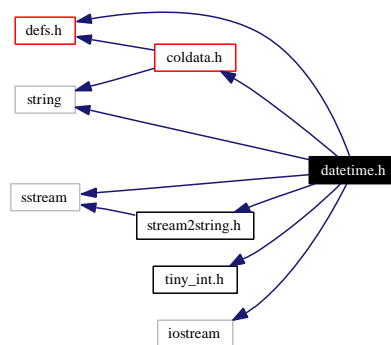 defs.h
coldata.h
string
datetime.h
sstream
stream2string.h
tiny_int.h
iostream